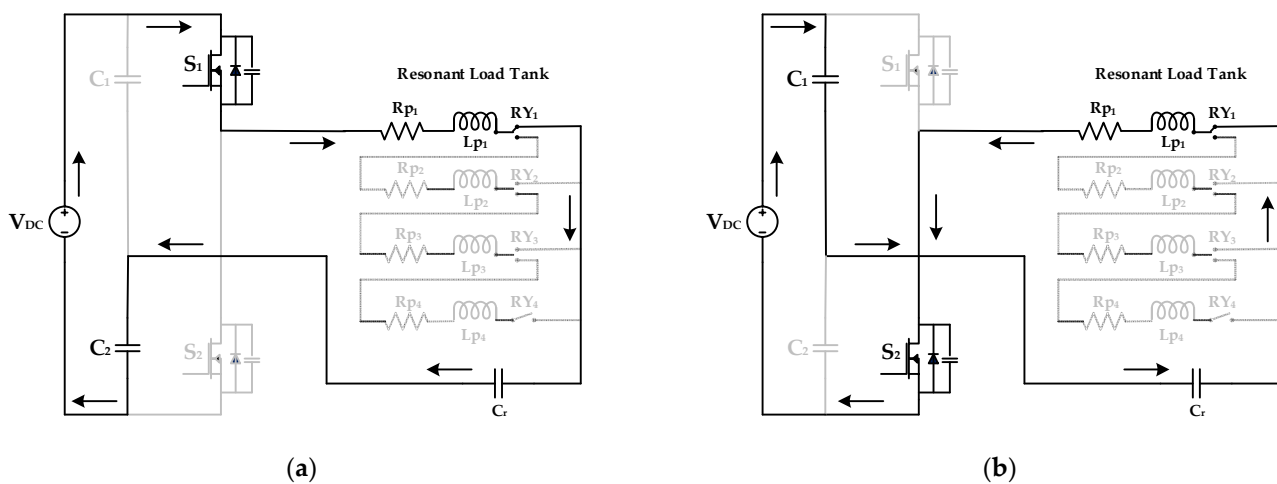 C1
S1
Resonant Load Tank
Rp1
Lp1
RY1
Rp2
Lp2
RY2
VDC
Rp3
Lp3
RY3
Rp4
Lp4
RY4
C2
S2
Cr
(a)
C1
S1
Resonant Load Tank
Rp1
Lp1
RY1
Rp2
Lp2
RY2
VDC
Rp3
Lp3
RY3
Rp4
Lp4
RY4
C2
S2
Cr
(b)